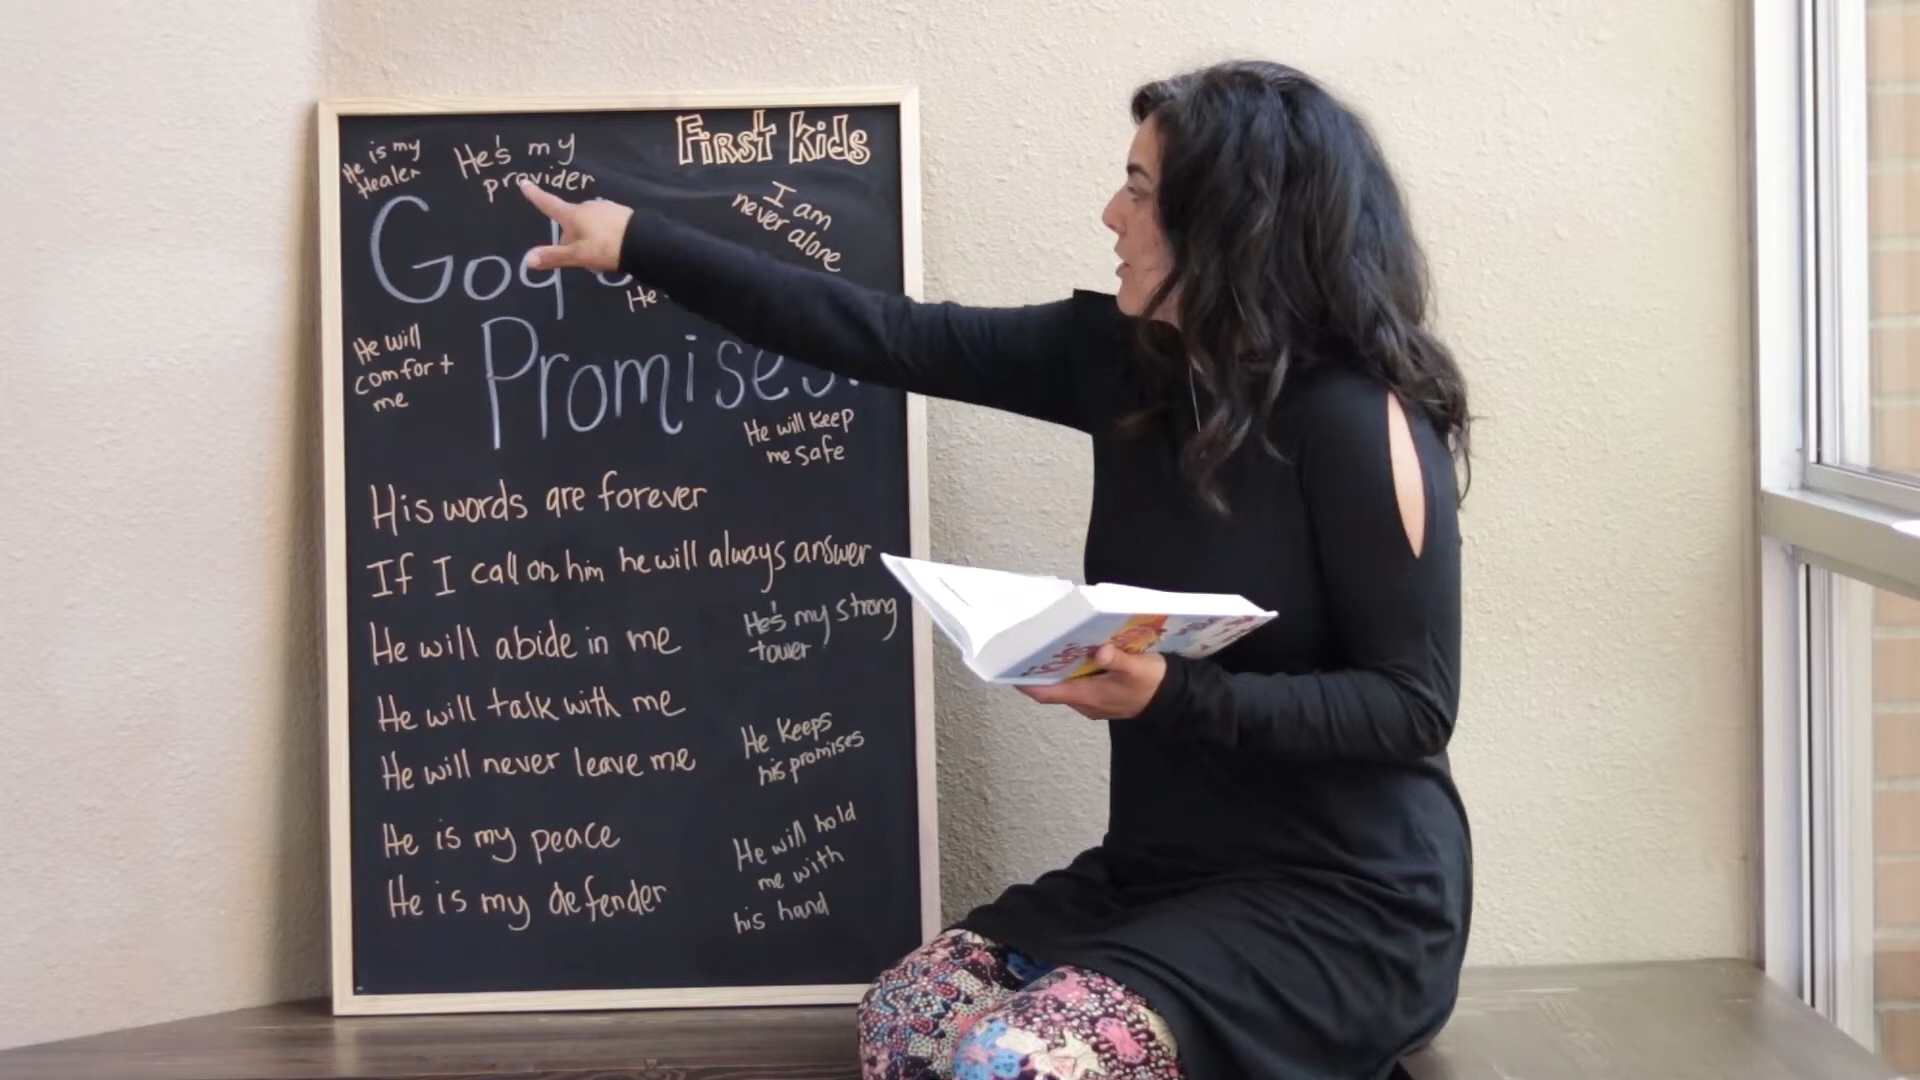 First kids
He is my
Healer
He's my
provider
I am
never alone
God
He
Promises
He will
comfort
me
He will keep
me safe
His words are forever
If I call on him he will always answer
He's my strong
tower
He will abide in me
He will talk with me
He keeps
his promises
He will never leave me
He is my peace
He will hold
me with
his hand
He is my defender